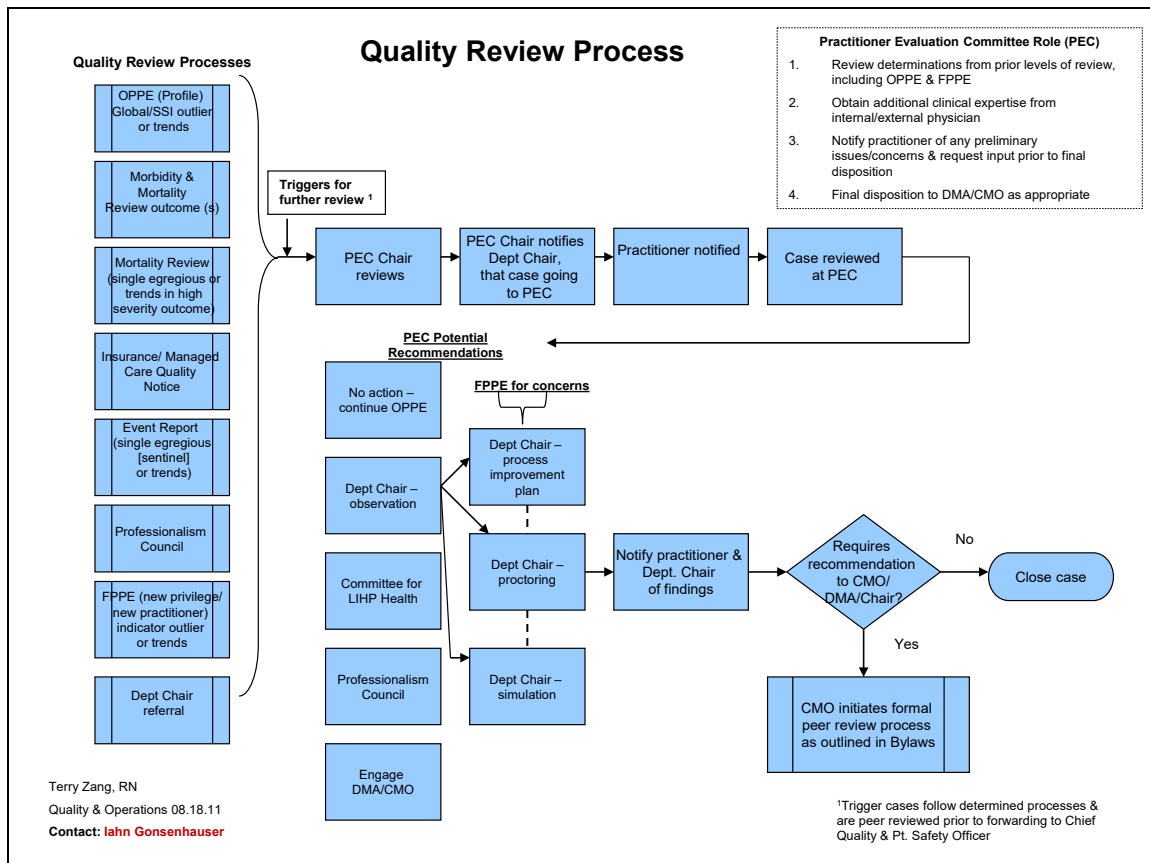 Quality Review Process
Practitioner Evaluation Committee Role (PEC)
1. Review determinations from prior levels of review,
including OPPE & FPPE
2. Obtain additional clinical expertise from
internal/external physician
3. Notify practitioner of any preliminary
issues/concerns & request input prior to final
disposition
4. Final disposition to DMA/CMO as appropriate
Quality Review Processes
OPPE (Profile)
Global/SSI outlier
or trends
Morbidity &
Mortality
Review outcome (s)
Mortality Review
(single egregious or
trends in high
severity outcome)
Insurance/ Managed
Care Quality
Notice
Event Report
(single egregious
[sentinel]
or trends)
Professionalism
Council
FPPE (new privilege/
new practitioner)
indicator outlier
or trends
Dept Chair
referral
Triggers for
further review ¹
PEC Chair
reviews
PEC Chair notifies
Dept Chair,
that case going
to PEC
Practitioner notified
Case reviewed
at PEC
PEC Potential
Recommendations
No action –
continue OPPE
Dept Chair –
observation
Committee for
LIHP Health
Professionalism
Council
Engage
DMA/CMO
FPPE for concerns
Dept Chair –
process
improvement
plan
Dept Chair –
proctoring
Dept Chair –
simulation
Notify practitioner &
Dept. Chair
of findings
Requires
recommendation
to CMO/
DMA/Chair?
No
Close case
Yes
CMO initiates formal
peer review process
as outlined in Bylaws
Terry Zang, RN
Quality & Operations 08.18.11
Contact: Iahn Gonsenhauser
¹Trigger cases follow determined processes &
are peer reviewed prior to forwarding to Chief
Quality & Pt. Safety Officer